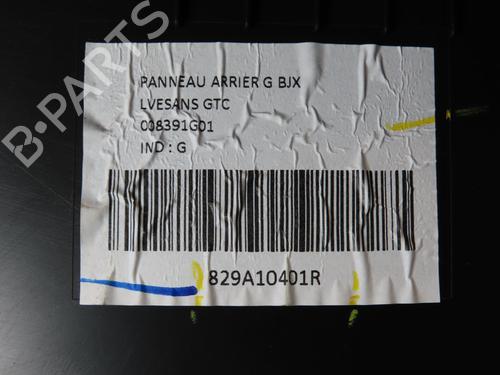 B-PARTS
PANNEAU ARRIER G BJX
LVESANS GTC
008391G01
IND : G
829A10401R